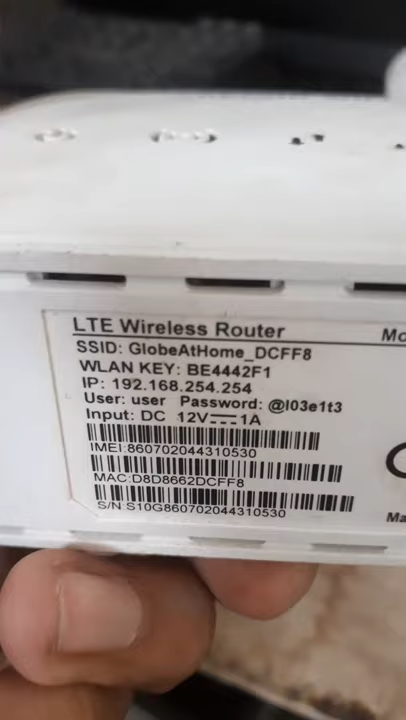 LTE Wireless Router
SSID: GlobeAtHome_DCFF8
WLAN KEY: BE4442F1
IP: 192.168.254.254
User: user Password: @l03e1t3
Input: DC 12V⎓1A
IMEI:860702044310530
MAC:D8D8662DCFF8
S/N:S10G860702044310530